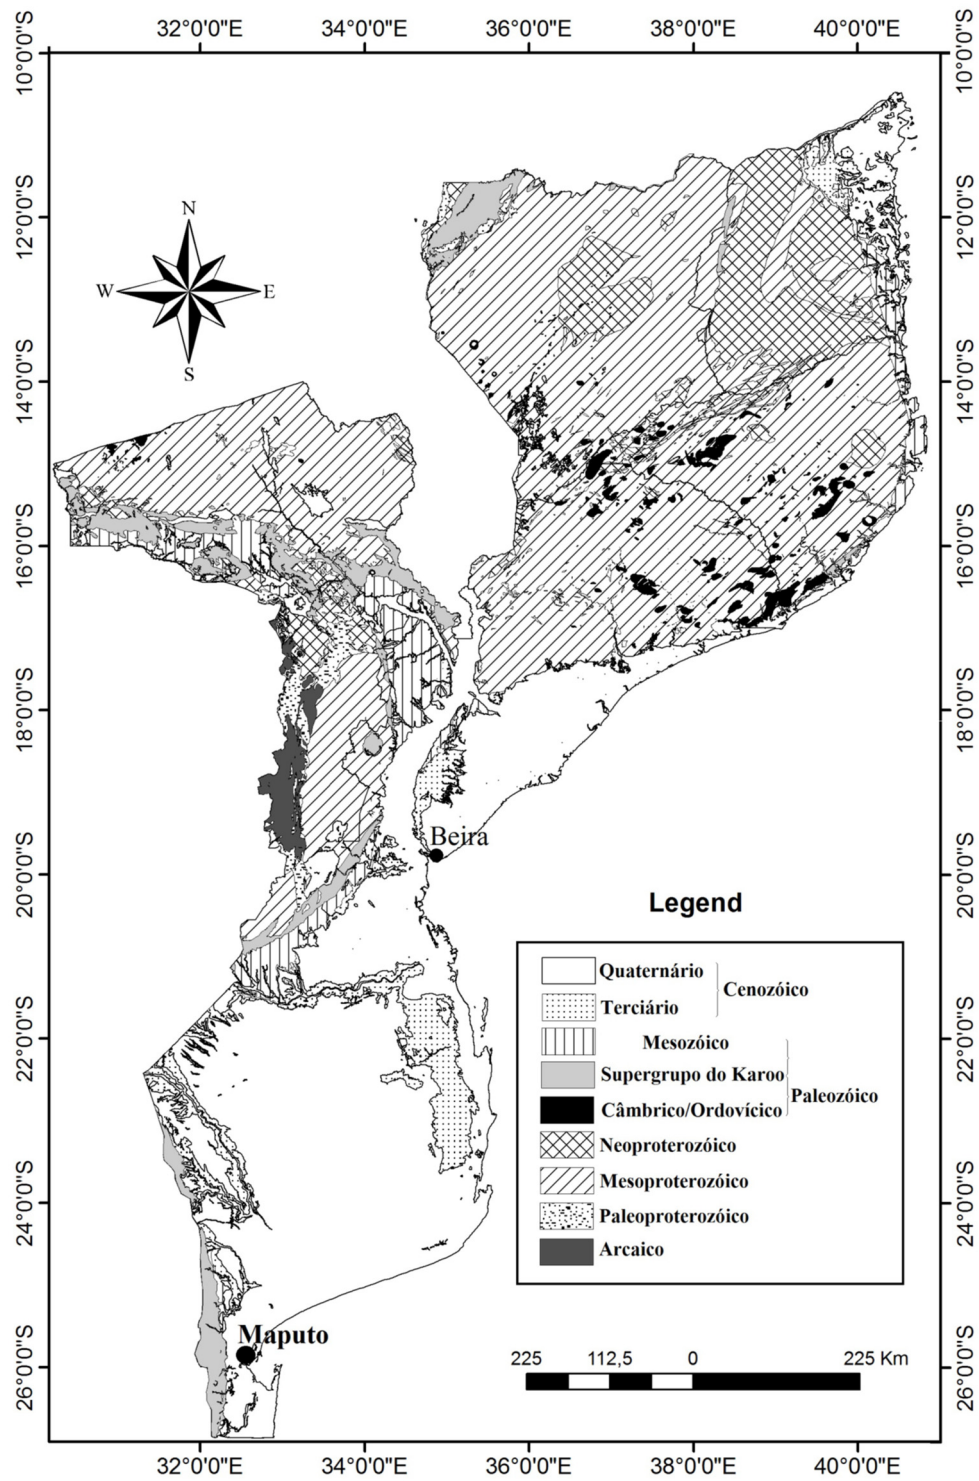 32°0'0"E 34°0'0"E 36°0'0"E 38°0'0"E 40°0'0"E
10°0'0"S 10°0'0"S
12°0'0"S 12°0'0"S
N
W E
S
14°0'0"S 14°0'0"S
16°0'0"S 16°0'0"S
18°0'0"S 18°0'0"S
Beira
20°0'0"S 20°0'0"S
Legend
Quaternário
Cenozóico
Terciário
22°0'0"S 22°0'0"S
Mesozóico
Supergrupo do Karoo
Paleozóico
Câmbrico/Ordovícico
Neoproterozóico
Mesoproterozóico
24°0'0"S 24°0'0"S
Paleoproterozóico
Arcaico
Maputo
225 112,5 0 225 Km
26°0'0"S 26°0'0"S
32°0'0"E 34°0'0"E 36°0'0"E 38°0'0"E 40°0'0"E